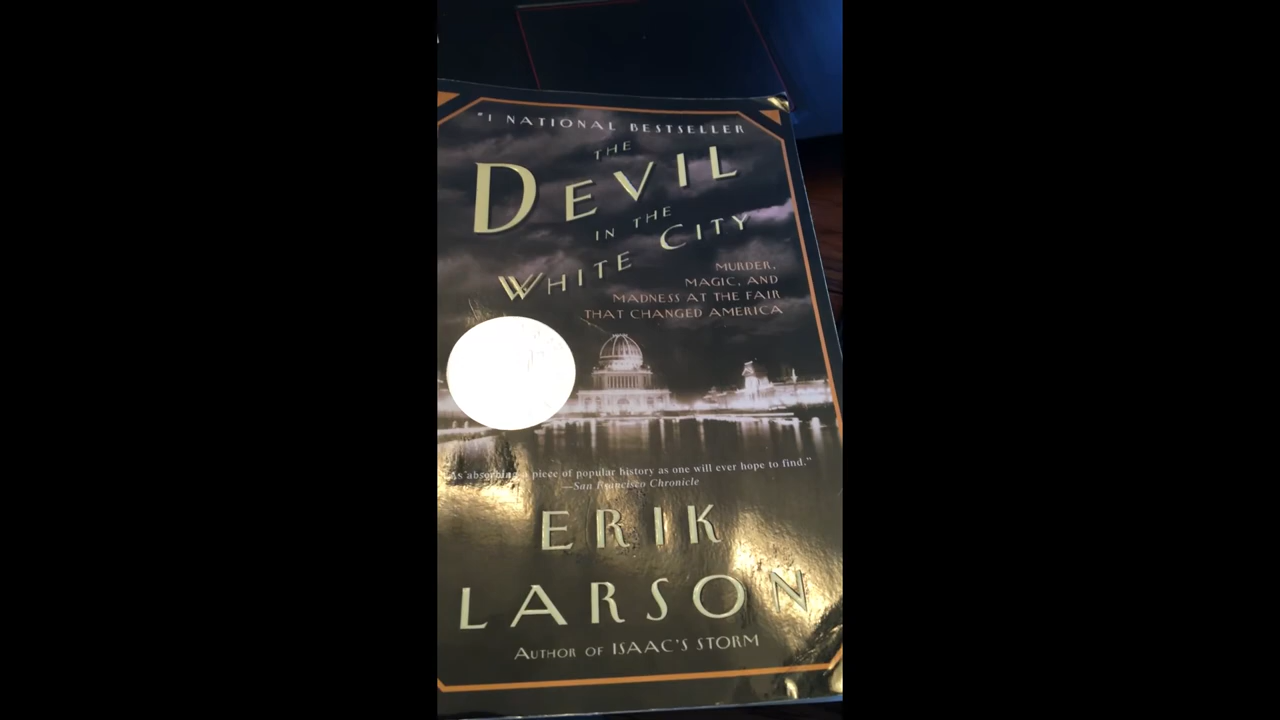 "1 NATIONAL BESTSELLER
THE
DEVIL
IN THE
WHITE CITY
MURDER,
MAGIC, AND
MADNESS AT THE FAIR
THAT CHANGED AMERICA
"As absorbing a piece of popular history as one will ever hope to find."
—San Francisco Chronicle
ERIK
LARSON
AUTHOR OF ISAAC'S STORM